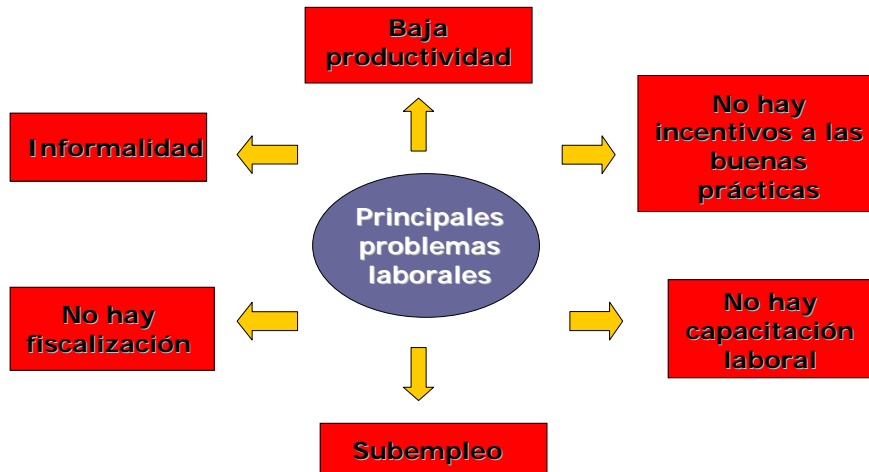 Baja
productividad
No hay
incentivos a las
buenas
prácticas
Informalidad
Principales
problemas
laborales
No hay
fiscalización
No hay
capacitación
laboral
Subempleo